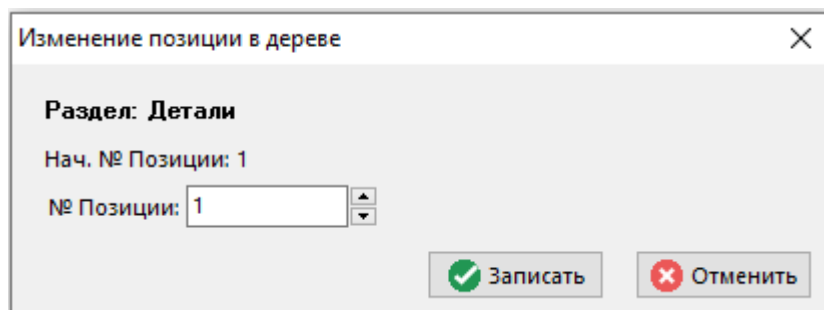 Изменение позиции в дереве
Раздел: Детали
Нач. № Позиции: 1
№ Позиции: 1
Записать Отменить